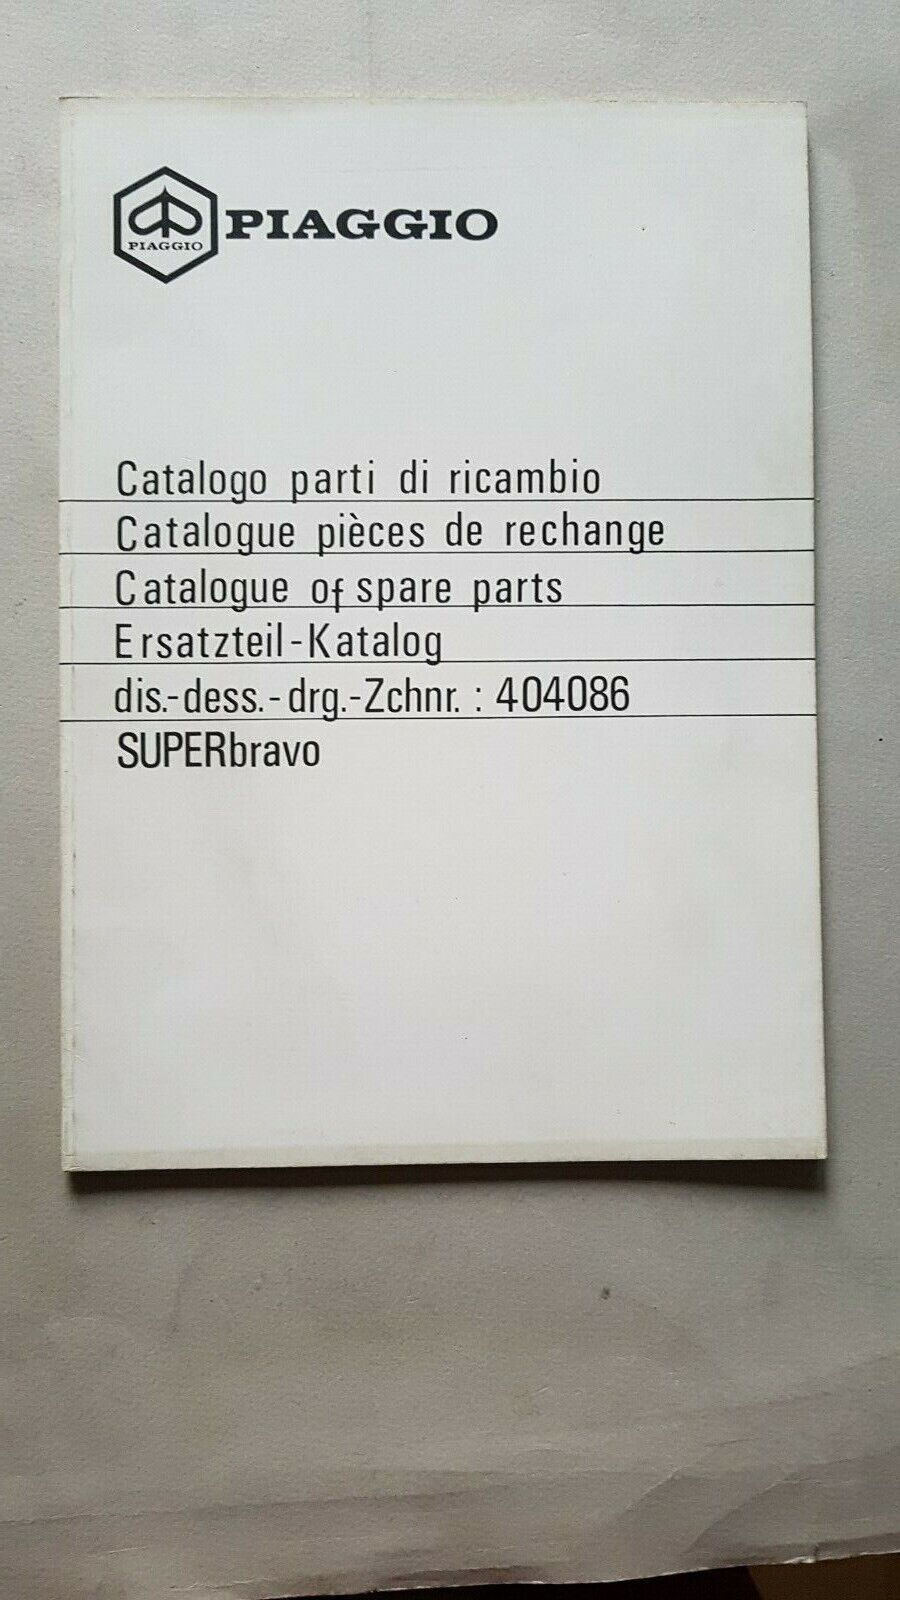 PIAGGIO
PIAGGIO
Catalogo parti di ricambio
Catalogue pièces de rechange
Catalogue of spare parts
Ersatzteil-Katalog
dis.-dess.-drg.-Zchnr. : 404086
SUPERbravo